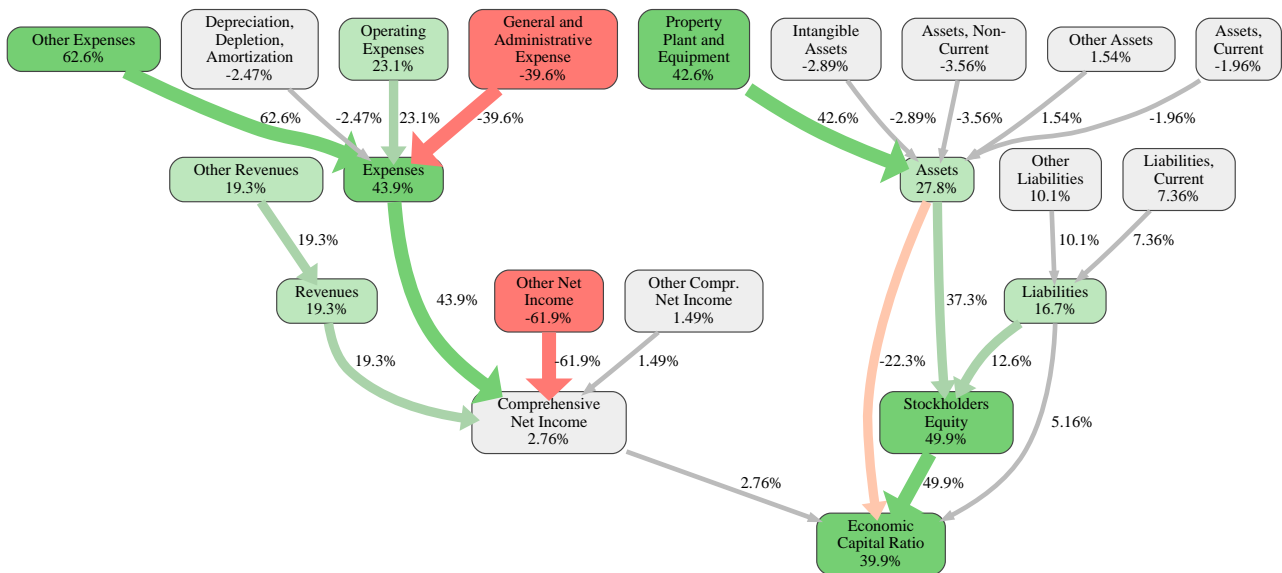 Other Expenses
62.6%
Depreciation,
Depletion,
Amortization
-2.47%
Operating
Expenses
23.1%
General and
Administrative
Expense
-39.6%
Property
Plant and
Equipment
42.6%
Intangible
Assets
-2.89%
Assets, Non-
Current
-3.56%
Other Assets
1.54%
Assets,
Current
-1.96%
62.6%
-2.47%
23.1%
-39.6%
42.6%
-2.89%
-3.56%
1.54%
-1.96%
Other Revenues
19.3%
Expenses
43.9%
Assets
27.8%
Other
Liabilities
10.1%
Liabilities,
Current
7.36%
19.3%
10.1%
7.36%
Revenues
19.3%
43.9%
Other Net
Income
-61.9%
Other Compr.
Net Income
1.49%
37.3%
Liabilities
16.7%
19.3%
-61.9%
1.49%
-22.3%
12.6%
Comprehensive
Net Income
2.76%
Stockholders
Equity
49.9%
5.16%
2.76%
49.9%
Economic
Capital Ratio
39.9%